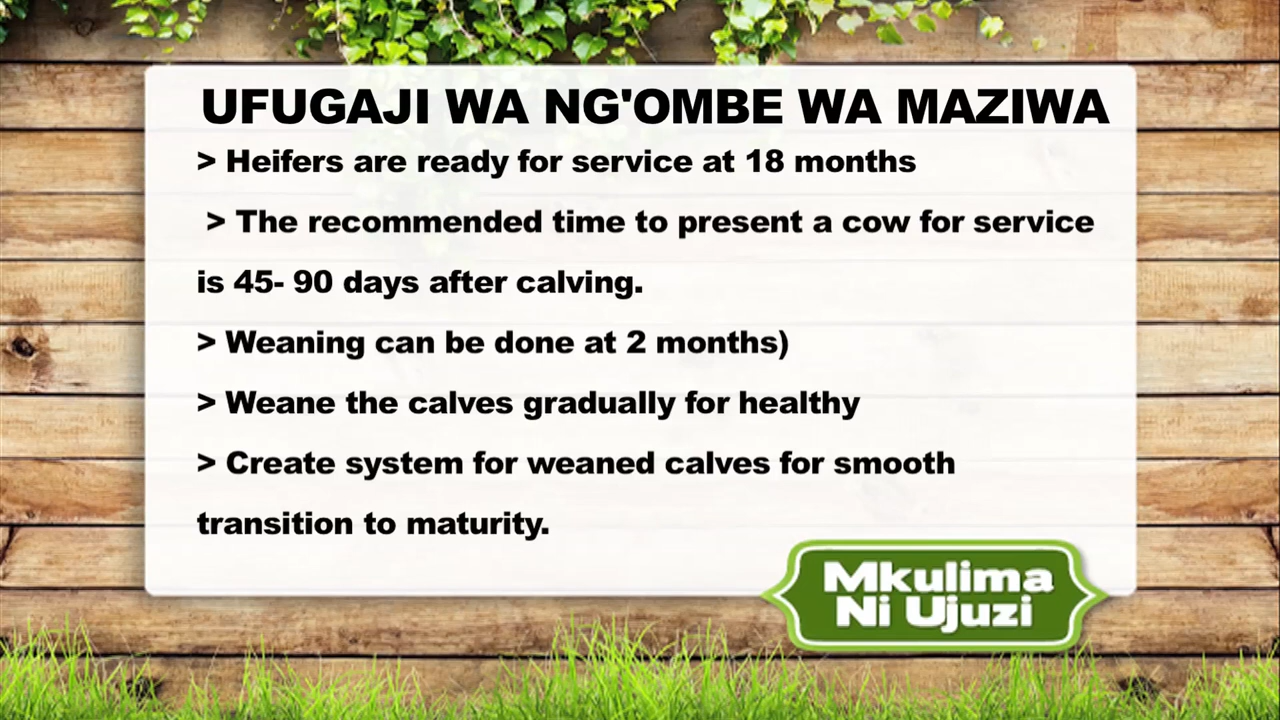 UFUGAJI WA NG'OMBE WA MAZIWA
> Heifers are ready for service at 18 months
> The recommended time to present a cow for service
is 45- 90 days after calving.
> Weaning can be done at 2 months)
> Weane the calves gradually for healthy
> Create system for weaned calves for smooth
transition to maturity.
Mkulima
Ni Ujuzi